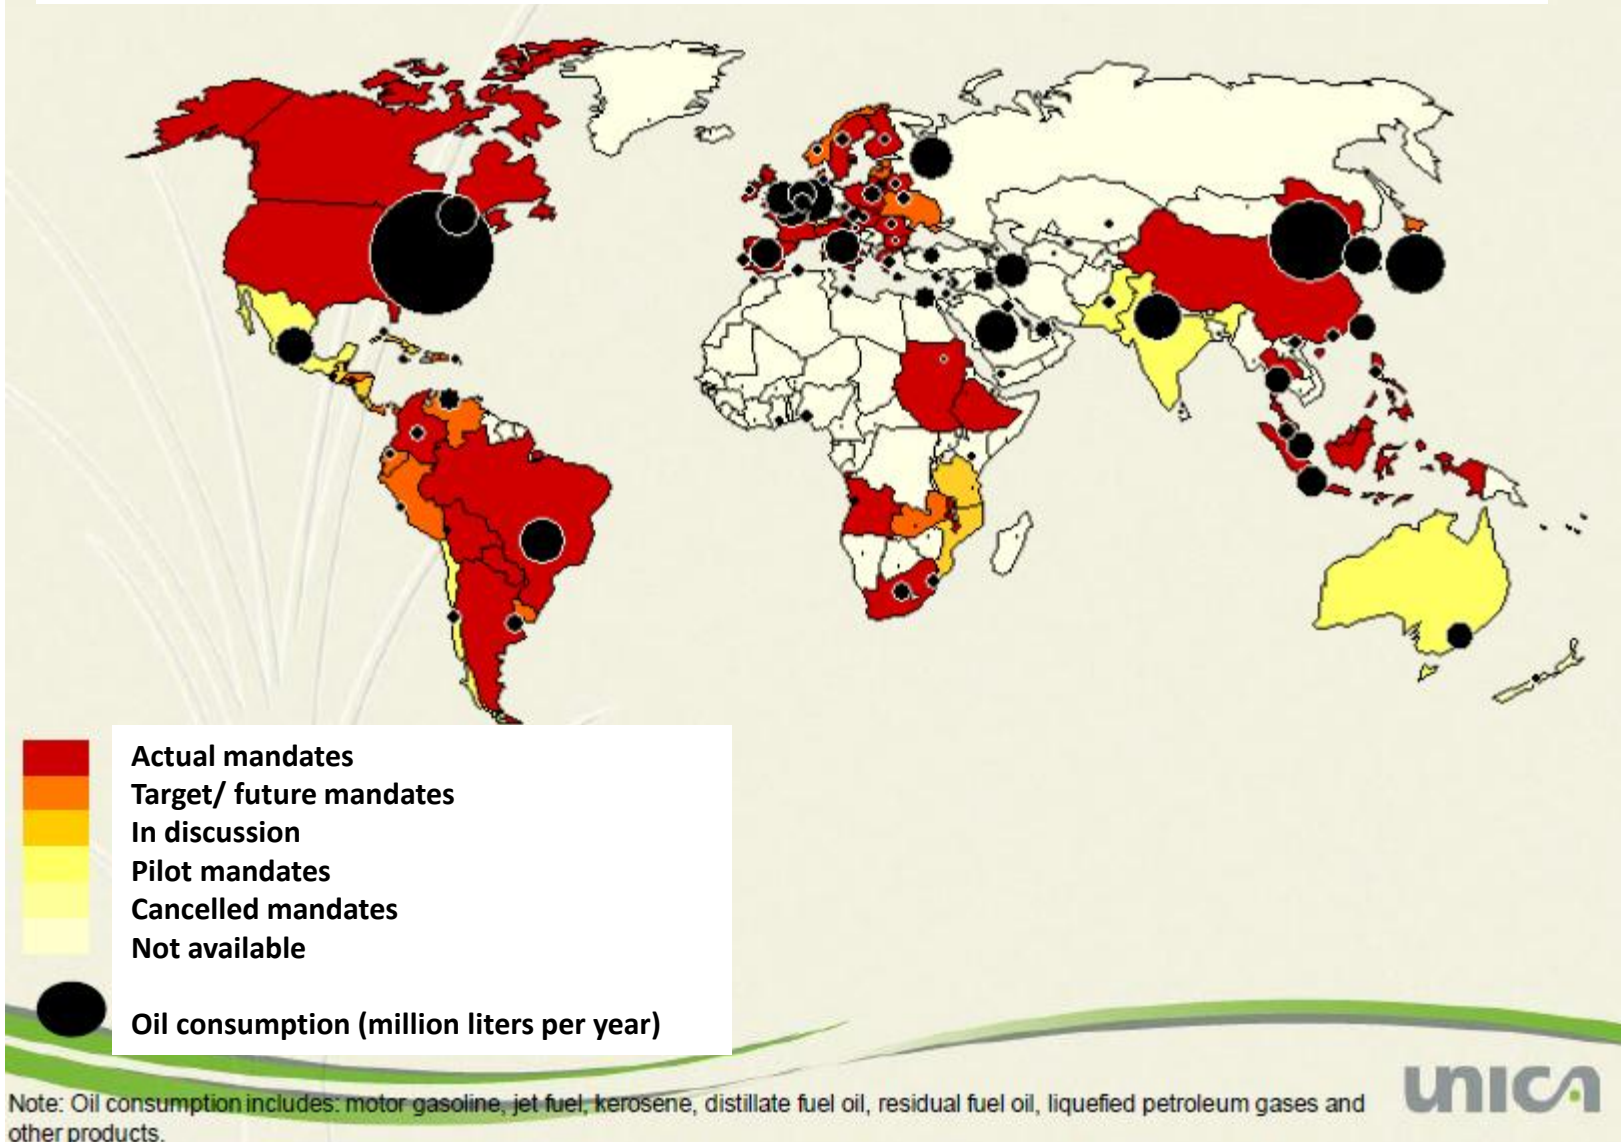 Actual mandates
Target/ future mandates
In discussion
Pilot mandates
Cancelled mandates
Not available
Oil consumption (million liters per year)
unica
Note: Oil consumption includes: motor gasoline, jet fuel, kerosene, distillate fuel oil, residual fuel oil, liquefied petroleum gases and
other products.